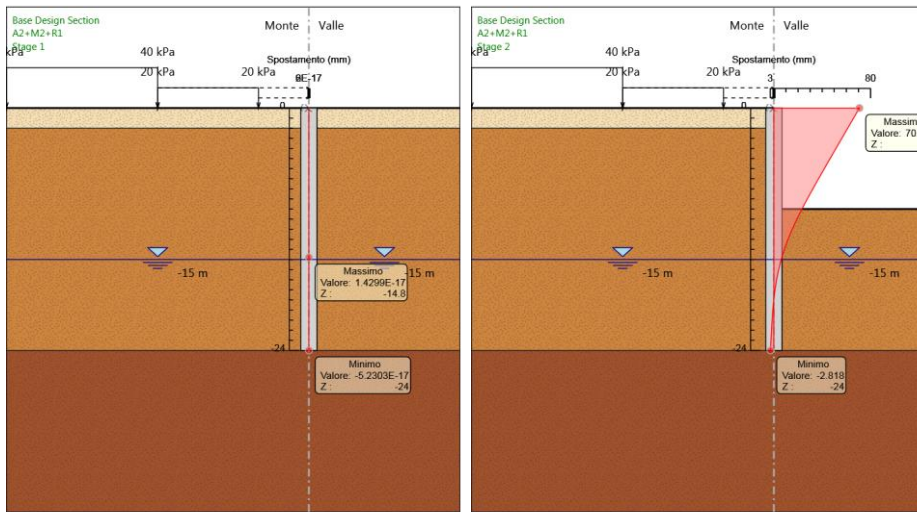 Base Design Section
A2+M2+R1
Stage 1
Monte
Valle
kPa
40 kPa
20 kPa
20 kPa
Spostamento (mm)
0
-15 m
-15 m
Massimo
Valore: 1.4299E-17
Z : -14.8
-24
Minimo
Valore: -5.2303E-17
Z : -24
Base Design Section
A2+M2+R1
Stage 2
Monte
Valle
kPa
40 kPa
20 kPa
20 kPa
Spostamento (mm)
3
80
0
Massimo
Valore: 70.
Z :
-15 m
-15 m
-24
Minimo
Valore: -2.818
Z : -24